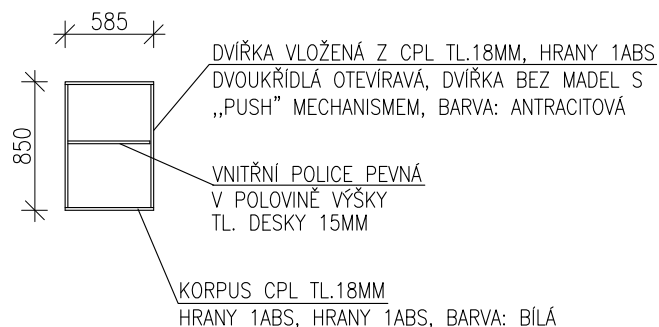 585
850
DVÍŘKA VLOŽENÁ Z CPL TL.18MM, HRANY 1ABS
DVOUKŘÍDLÁ OTEVÍRAVÁ, DVÍŘKA BEZ MADEL S
,,PUSH" MECHANISMEM, BARVA: ANTRACITOVÁ
VNITŘNÍ POLICE PEVNÁ
V POLOVINĚ VÝŠKY
TL. DESKY 15MM
KORPUS CPL TL.18MM
HRANY 1ABS, HRANY 1ABS, BARVA: BÍLÁ